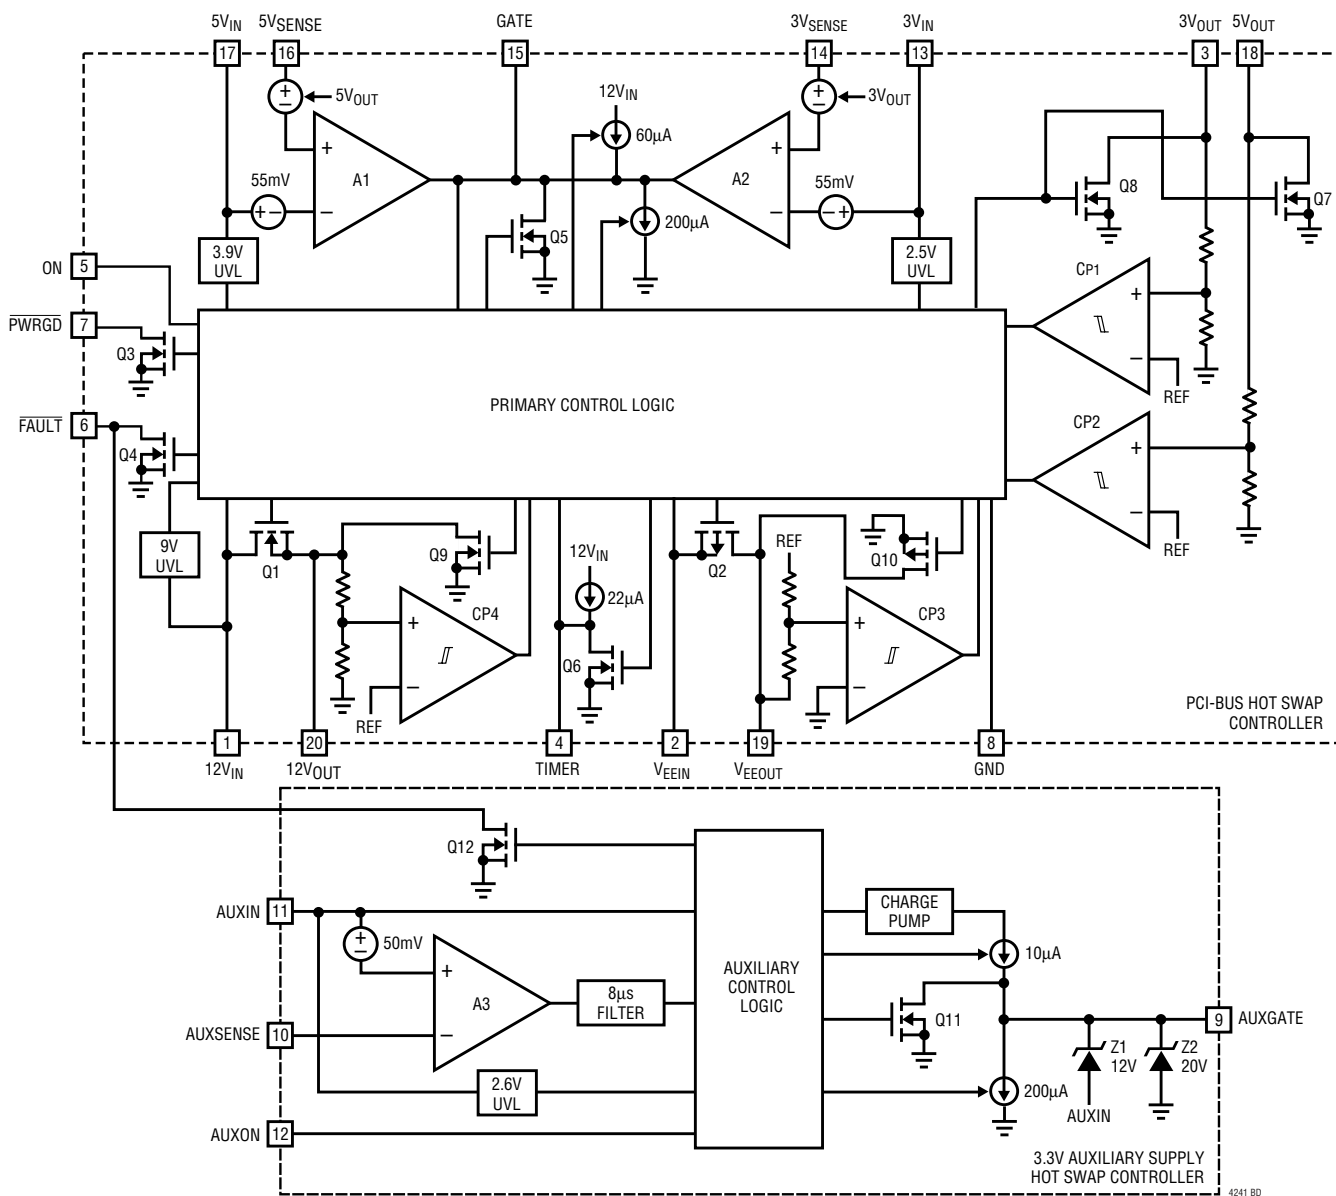 5VIN
5VSENSE
GATE
3VSENSE
3VIN
3VOUT
5VOUT
17
16
15
14
13
3
18
+
−
5VOUT
12VIN
60µA
+
−
3VOUT
+
A1
−
55mV
+−
+
A2
−
55mV
−+
Q8
Q7
Q5
200µA
3.9V
UVL
2.5V
UVL
ON
5
PWRGD
7
Q3
CP1
+
−
REF
PRIMARY CONTROL LOGIC
FAULT
6
Q4
CP2
+
−
REF
9V
UVL
Q1
Q9
12VIN
22µA
Q2
REF
Q10
CP4
+
−
REF
Q6
CP3
+
−
PCI-BUS HOT SWAP
CONTROLLER
1
20
4
2
19
8
12VIN
12VOUT
TIMER
VEEIN
VEEOUT
GND
Q12
AUXIN
11
+
−
50mV
CHARGE
PUMP
10µA
+
A3
−
8µs
FILTER
AUXILIARY
CONTROL
LOGIC
Q11
AUXSENSE
10
9
AUXGATE
Z1
12V
Z2
20V
2.6V
UVL
200µA
AUXIN
AUXON
12
3.3V AUXILIARY SUPPLY
HOT SWAP CONTROLLER
4241 BD